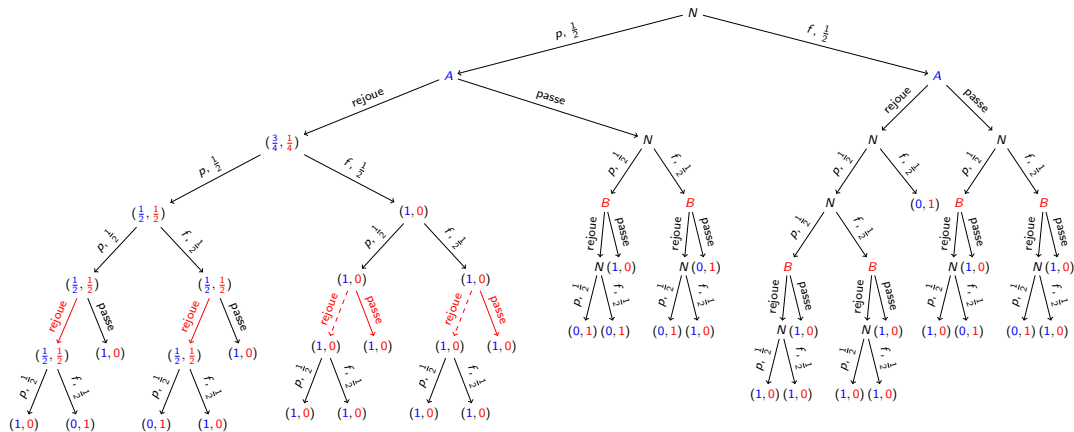 N
p, 1/2 f, 1/2
A A
rejoue passe rejoue passe
(3/4, 1/4) N N N
p, 1/2 f, 1/2 p, 1/2 f, 1/2 p, 1/2 f, 1/2 p, 1/2 f, 1/2
(1/2, 1/2) (1, 0) B B N (0, 1) B B
p, 1/2 f, 1/2 p, 1/2 f, 1/2 rejoue passe rejoue passe p, 1/2 f, 1/2 rejoue passe rejoue passe
(1/2, 1/2) (1/2, 1/2) (1, 0) (1, 0) N (1, 0) N (0, 1) B B N (1, 0) N (1, 0)
rejoue passe rejoue passe rejoue passe rejoue passe p, 1/2 f, 1/2 p, 1/2 f, 1/2 rejoue passe rejoue passe p, 1/2 f, 1/2 p, 1/2 f, 1/2
(0, 1) (0, 1) (0, 1) (1, 0) N (1, 0) N (1, 0) (1, 0) (0, 1) (0, 1) (1, 0)
(1/2, 1/2) (1, 0) (1/2, 1/2) (1, 0) (1, 0) (1, 0) (1, 0) (1, 0)
p, 1/2 f, 1/2 p, 1/2 f, 1/2 p, 1/2 f, 1/2 p, 1/2 f, 1/2 p, 1/2 f, 1/2 p, 1/2 f, 1/2
(1, 0) (1, 0) (1, 0) (1, 0)
(1, 0) (0, 1) (0, 1) (1, 0) (1, 0) (1, 0) (1, 0) (1, 0)